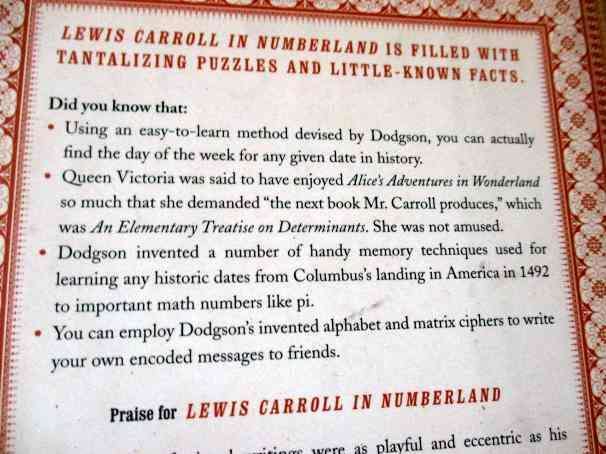 LEWIS CARROLL IN NUMBERLAND IS FILLED WITH
TANTALIZING PUZZLES AND LITTLE-KNOWN FACTS.
Did you know that:
• Using an easy-to-learn method devised by Dodgson, you can actually
find the day of the week for any given date in history.
• Queen Victoria was said to have enjoyed Alice's Adventures in Wonderland
so much that she demanded "the next book Mr. Carroll produces," which
was An Elementary Treatise on Determinants. She was not amused.
• Dodgson invented a number of handy memory techniques used for
learning any historic dates from Columbus's landing in America in 1492
to important math numbers like pi.
• You can employ Dodgson's invented alphabet and matrix ciphers to write
your own encoded messages to friends.
Praise for LEWIS CARROLL IN NUMBERLAND
were as playful and eccentric as his